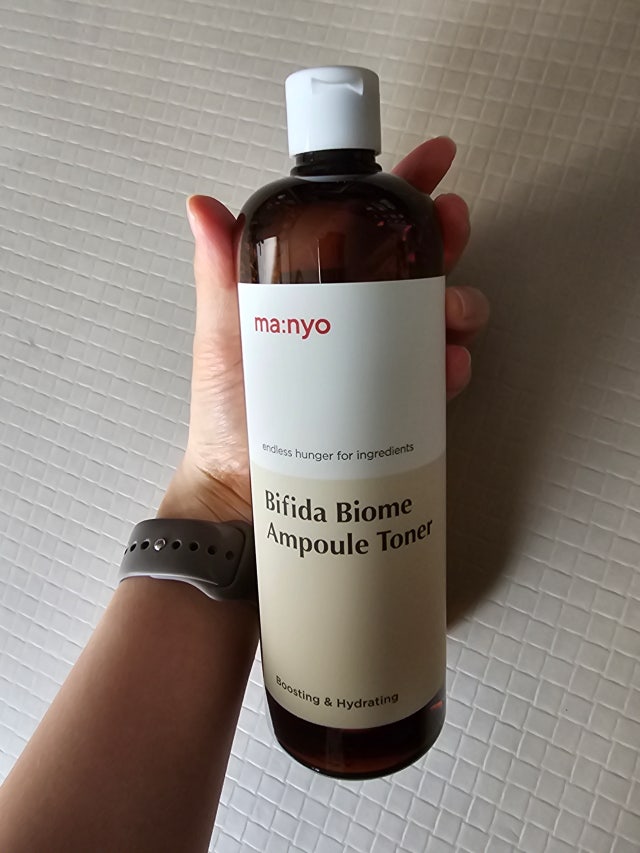 ma:nyo
endless hunger for ingredients
Bifida Biome
Ampoule Toner
Boosting & Hydrating